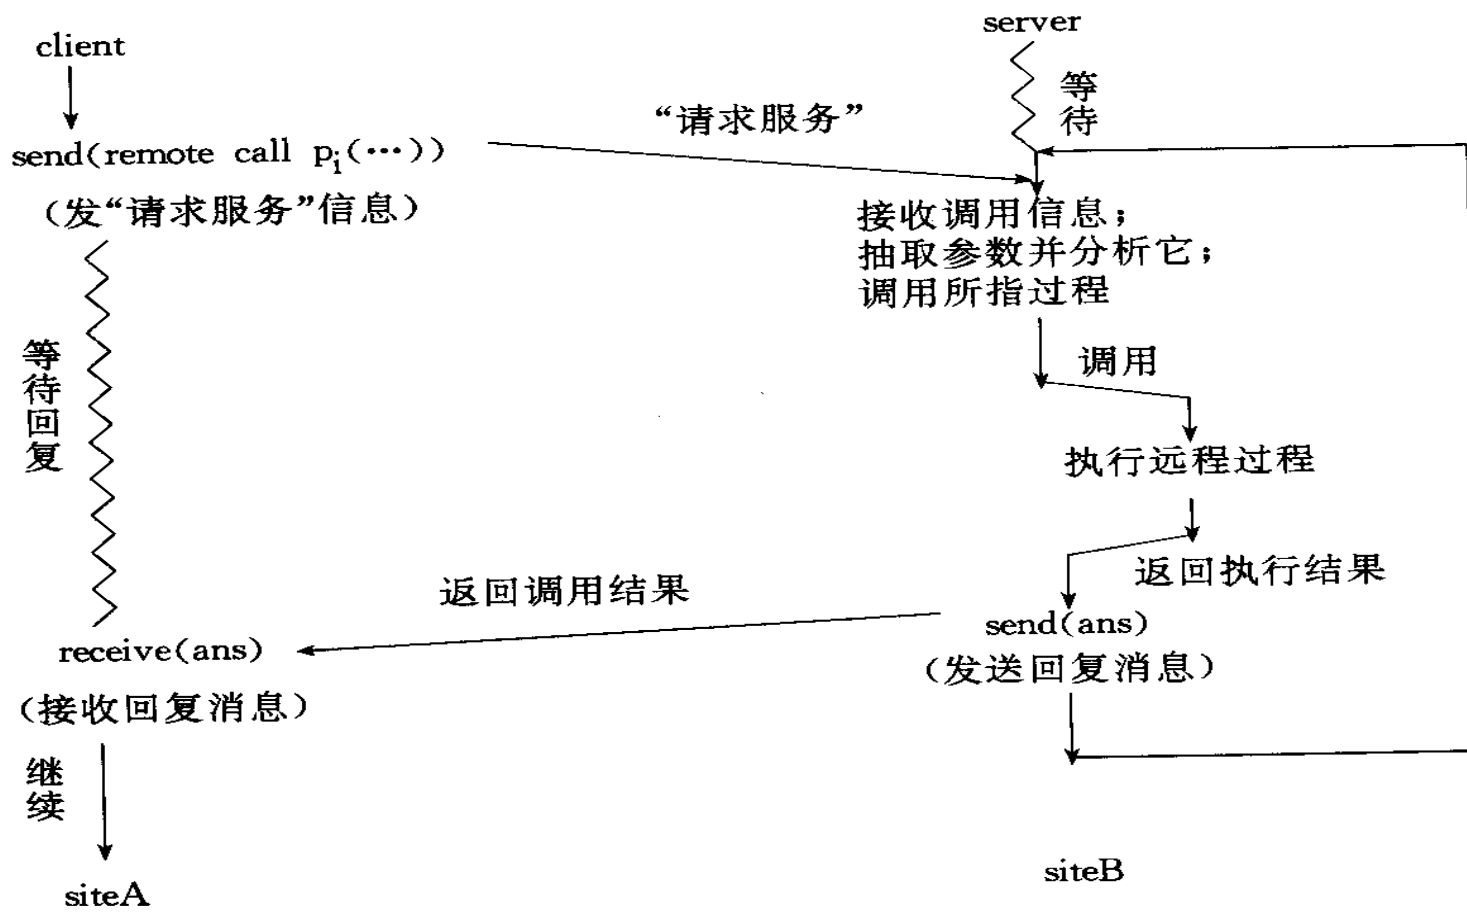 client
server
等待
“请求服务”
send(remote call pi(…))
(发“请求服务”信息)
接收调用信息;
抽取参数并分析它;
调用所指过程
等待回复
调用
执行远程过程
返回执行结果
返回调用结果
send(ans)
(发送回复消息)
receive(ans)
(接收回复消息)
继续
siteA
siteB